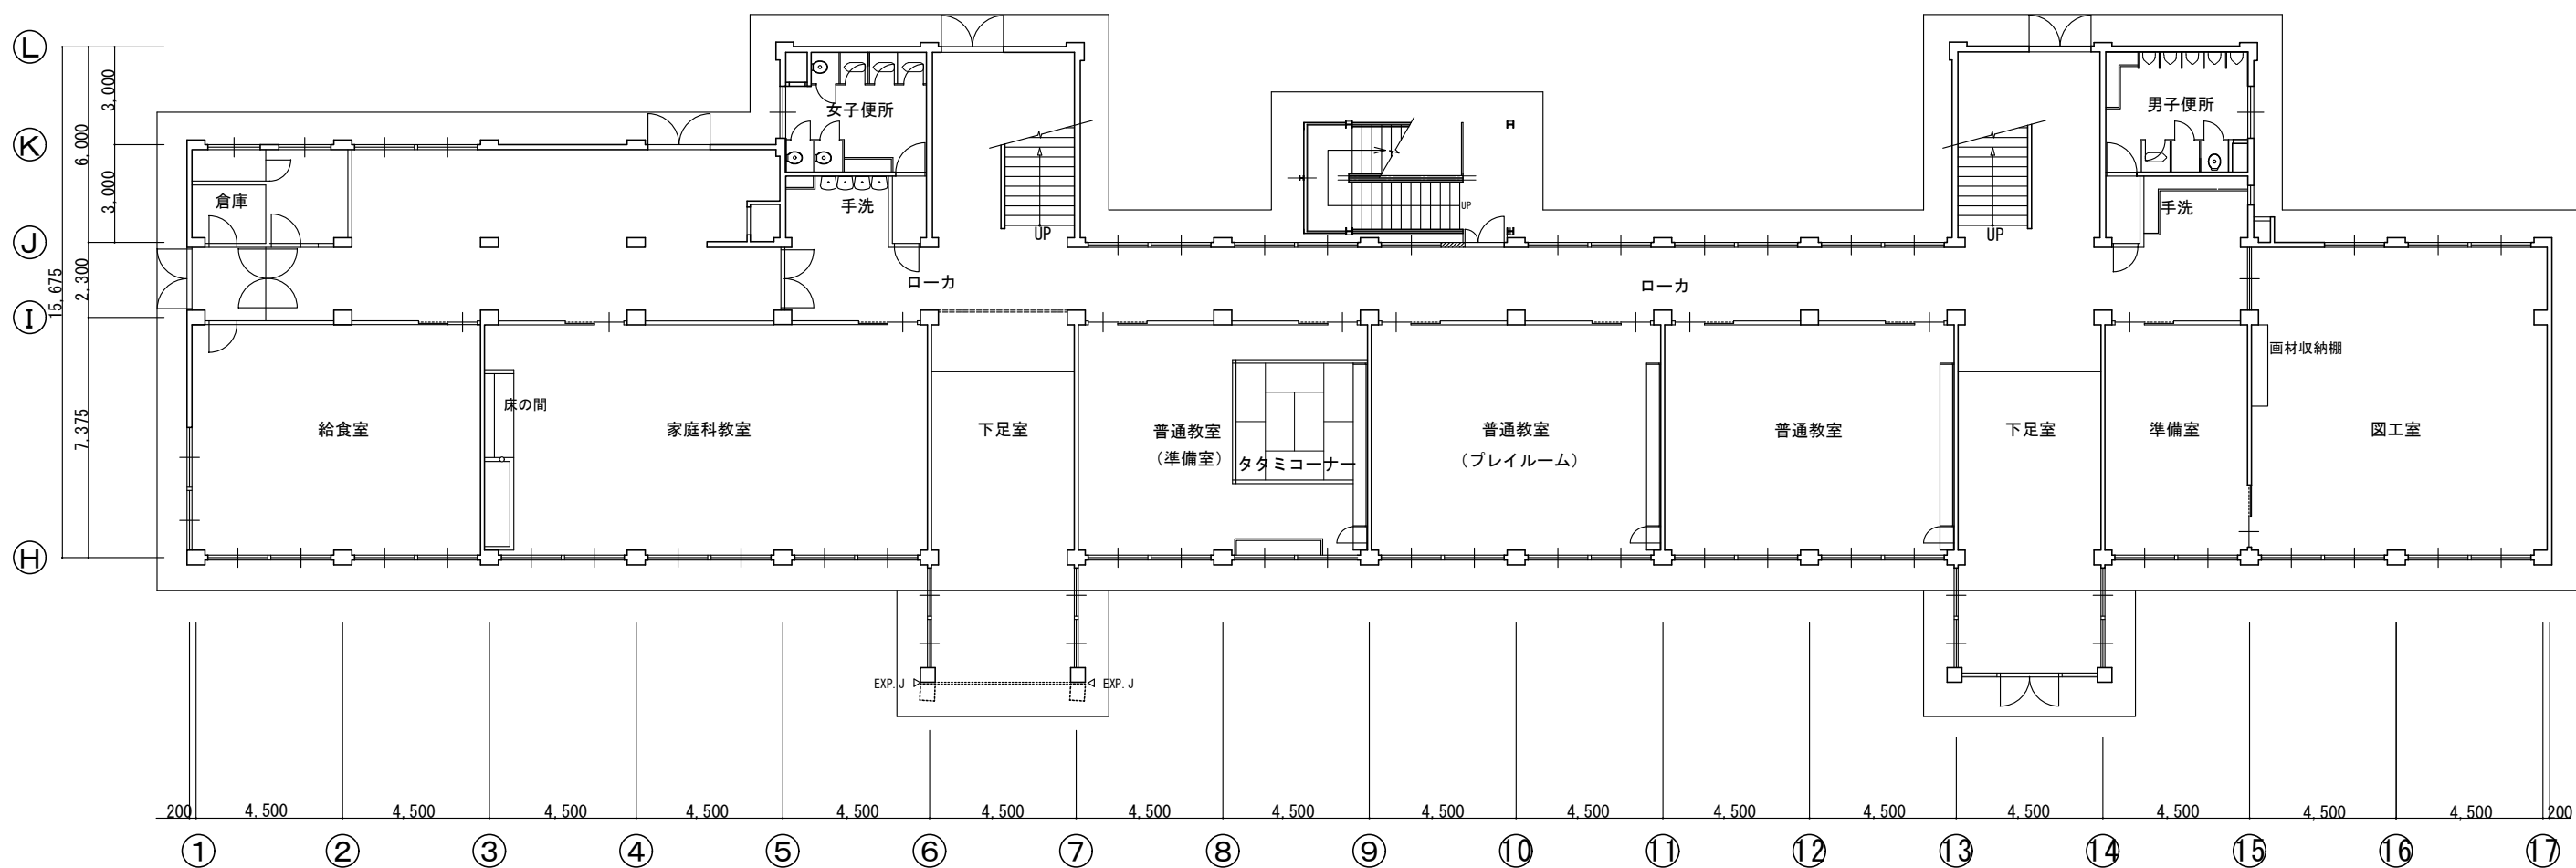 Ⓛ
Ⓚ
Ⓙ
Ⓘ
Ⓗ
3,000
6,000
3,000
2,300
15,675
7,375
女子便所
男子便所
倉庫
手洗
手洗
UP
UP
UP
ローカ
ローカ
画材収納棚
床の間
給食室
家庭科教室
下足室
普通教室
(準備室)
タタミコーナー
普通教室
(プレイルーム)
普通教室
下足室
準備室
図工室
EXP.J
EXP.J
200 4,500 4,500 4,500 4,500 4,500 4,500 4,500 4,500 4,500 4,500 4,500 4,500 4,500 4,500 4,500 4,500 200
① ② ③ ④ ⑤ ⑥ ⑦ ⑧ ⑨ ⑩ ⑪ ⑫ ⑬ ⑭ ⑮ ⑯ ⑰